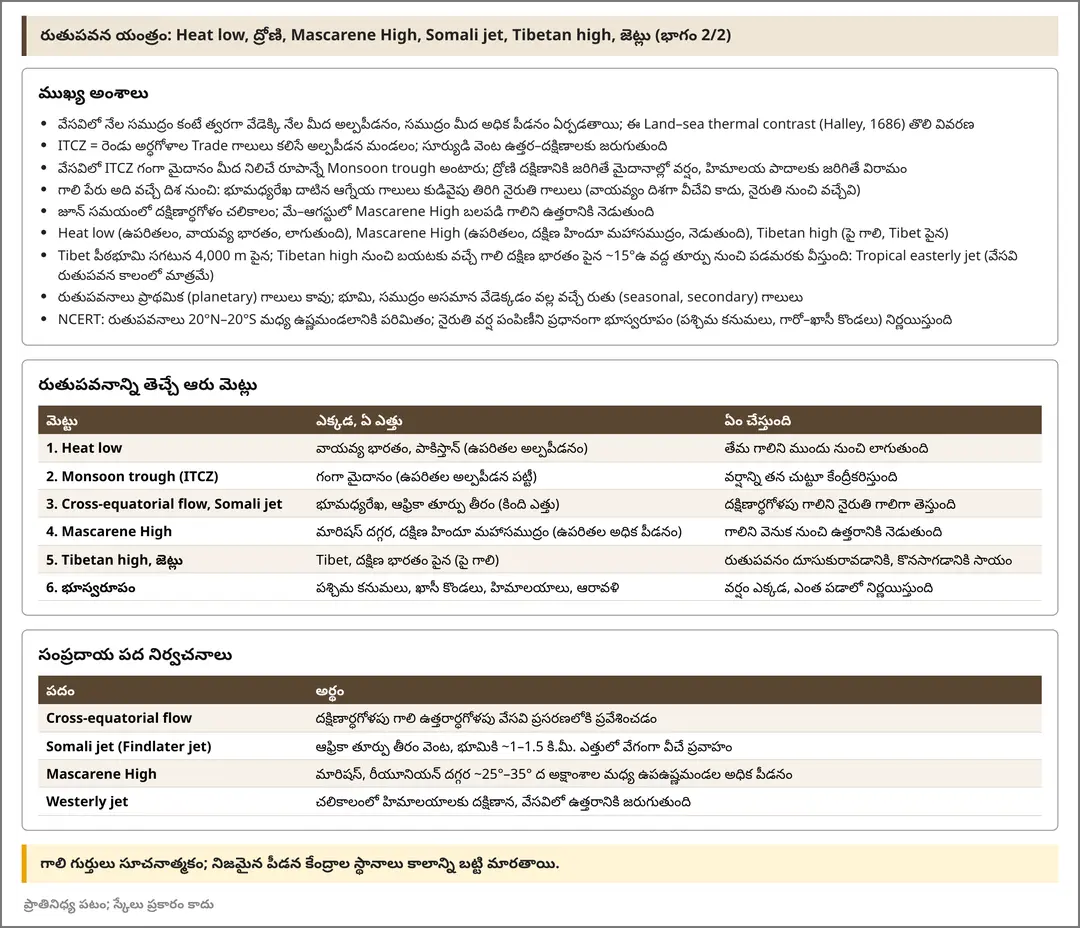 రుతుపవన యంత్రం: Heat low, ద్రోణి, Mascarene High, Somali jet, Tibetan high, జెట్లు (భాగం 2/2)
ముఖ్య అంశాలు
• వేసవిలో నేల సముద్రం కంటే త్వరగా వేడెక్కి నేల మీద అల్పపీడనం, సముద్రం మీద అధిక పీడనం ఏర్పడతాయి; ఈ Land–sea thermal contrast (Halley, 1686) తొలి వివరణ
• ITCZ = రెండు అర్ధగోళాల Trade గాలులు కలిసే అల్పపీడన మండలం; సూర్యుడి వెంట ఉత్తర–దక్షిణాలకు జరుగుతుంది
• వేసవిలో ITCZ గంగా మైదానం మీద నిలిచే రూపాన్నే Monsoon trough అంటారు; ద్రోణి దక్షిణానికి జరిగితే మైదానాల్లో వర్షం, హిమాలయ పాదాలకు జరిగితే విరామం
• గాలి పేరు అది వచ్చే దిశ నుంచి: భూమధ్యరేఖ దాటిన ఆగ్నేయ గాలులు కుడివైపు తిరిగి నైరుతి గాలులు (వాయవ్యం దిశగా వీచేవి కాదు, నైరుతి నుంచి వచ్చేవి)
• జూన్ సమయంలో దక్షిణార్ధగోళం చలికాలం; మే–ఆగస్టులో Mascarene High బలపడి గాలిని ఉత్తరానికి నెడుతుంది
• Heat low (ఉపరితలం, వాయవ్య భారతం, లాగుతుంది), Mascarene High (ఉపరితలం, దక్షిణ హిందూ మహాసముద్రం, నెడుతుంది), Tibetan high (పై గాలి, Tibet పైన)
• Tibet పీఠభూమి సగటున 4,000 m పైన; Tibetan high నుంచి బయటకు వచ్చే గాలి దక్షిణ భారతం పైన ~15°ఉ వద్ద తూర్పు నుంచి పడమరకు వీస్తుంది: Tropical easterly jet (వేసవి
రుతుపవన కాలంలో మాత్రమే)
• రుతుపవనాలు ప్రాథమిక (planetary) గాలులు కావు; భూమి, సముద్రం అసమాన వేడెక్కడం వల్ల వచ్చే రుతు (seasonal, secondary) గాలులు
• NCERT: రుతుపవనాలు 20°N–20°S మధ్య ఉష్ణమండలానికి పరిమితం; నైరుతి వర్ష పంపిణీని ప్రధానంగా భూస్వరూపం (పశ్చిమ కనుమలు, గారో–ఖాసీ కొండలు) నిర్ణయిస్తుంది
రుతుపవనాన్ని తెచ్చే ఆరు మెట్లు
మెట్టు ఎక్కడ, ఏ ఎత్తు ఏం చేస్తుంది
1. Heat low వాయవ్య భారతం, పాకిస్తాన్ (ఉపరితల అల్పపీడనం) తేమ గాలిని ముందు నుంచి లాగుతుంది
2. Monsoon trough (ITCZ) గంగా మైదానం (ఉపరితల అల్పపీడన పట్టీ) వర్షాన్ని తన చుట్టూ కేంద్రీకరిస్తుంది
3. Cross-equatorial flow, Somali jet భూమధ్యరేఖ, ఆఫ్రికా తూర్పు తీరం (కింది ఎత్తు) దక్షిణార్ధగోళపు గాలిని నైరుతి గాలిగా తెస్తుంది
4. Mascarene High మారిషస్ దగ్గర, దక్షిణ హిందూ మహాసముద్రం (ఉపరితల అధిక పీడనం) గాలిని వెనుక నుంచి ఉత్తరానికి నెడుతుంది
5. Tibetan high, జెట్లు Tibet, దక్షిణ భారతం పైన (పై గాలి) రుతుపవనం దూసుకురావడానికి, కొనసాగడానికి సాయం
6. భూస్వరూపం పశ్చిమ కనుమలు, ఖాసీ కొండలు, హిమాలయాలు, ఆరావళి వర్షం ఎక్కడ, ఎంత పడాలో నిర్ణయిస్తుంది
సంప్రదాయ పద నిర్వచనాలు
పదం అర్థం
Cross-equatorial flow దక్షిణార్ధగోళపు గాలి ఉత్తరార్ధగోళపు వేసవి ప్రసరణలోకి ప్రవేశించడం
Somali jet (Findlater jet) ఆఫ్రికా తూర్పు తీరం వెంట, భూమికి ~1–1.5 కి.మీ. ఎత్తులో వేగంగా వీచే ప్రవాహం
Mascarene High మారిషస్, రీయూనియన్ దగ్గర ~25°–35° ద అక్షాంశాల మధ్య ఉపఉష్ణమండల అధిక పీడనం
Westerly jet చలికాలంలో హిమాలయాలకు దక్షిణాన, వేసవిలో ఉత్తరానికి జరుగుతుంది
గాలి గుర్తులు సూచనాత్మకం; నిజమైన పీడన కేంద్రాల స్థానాలు కాలాన్ని బట్టి మారతాయి.
ప్రాతినిధ్య పటం; స్కేలు ప్రకారం కాదు